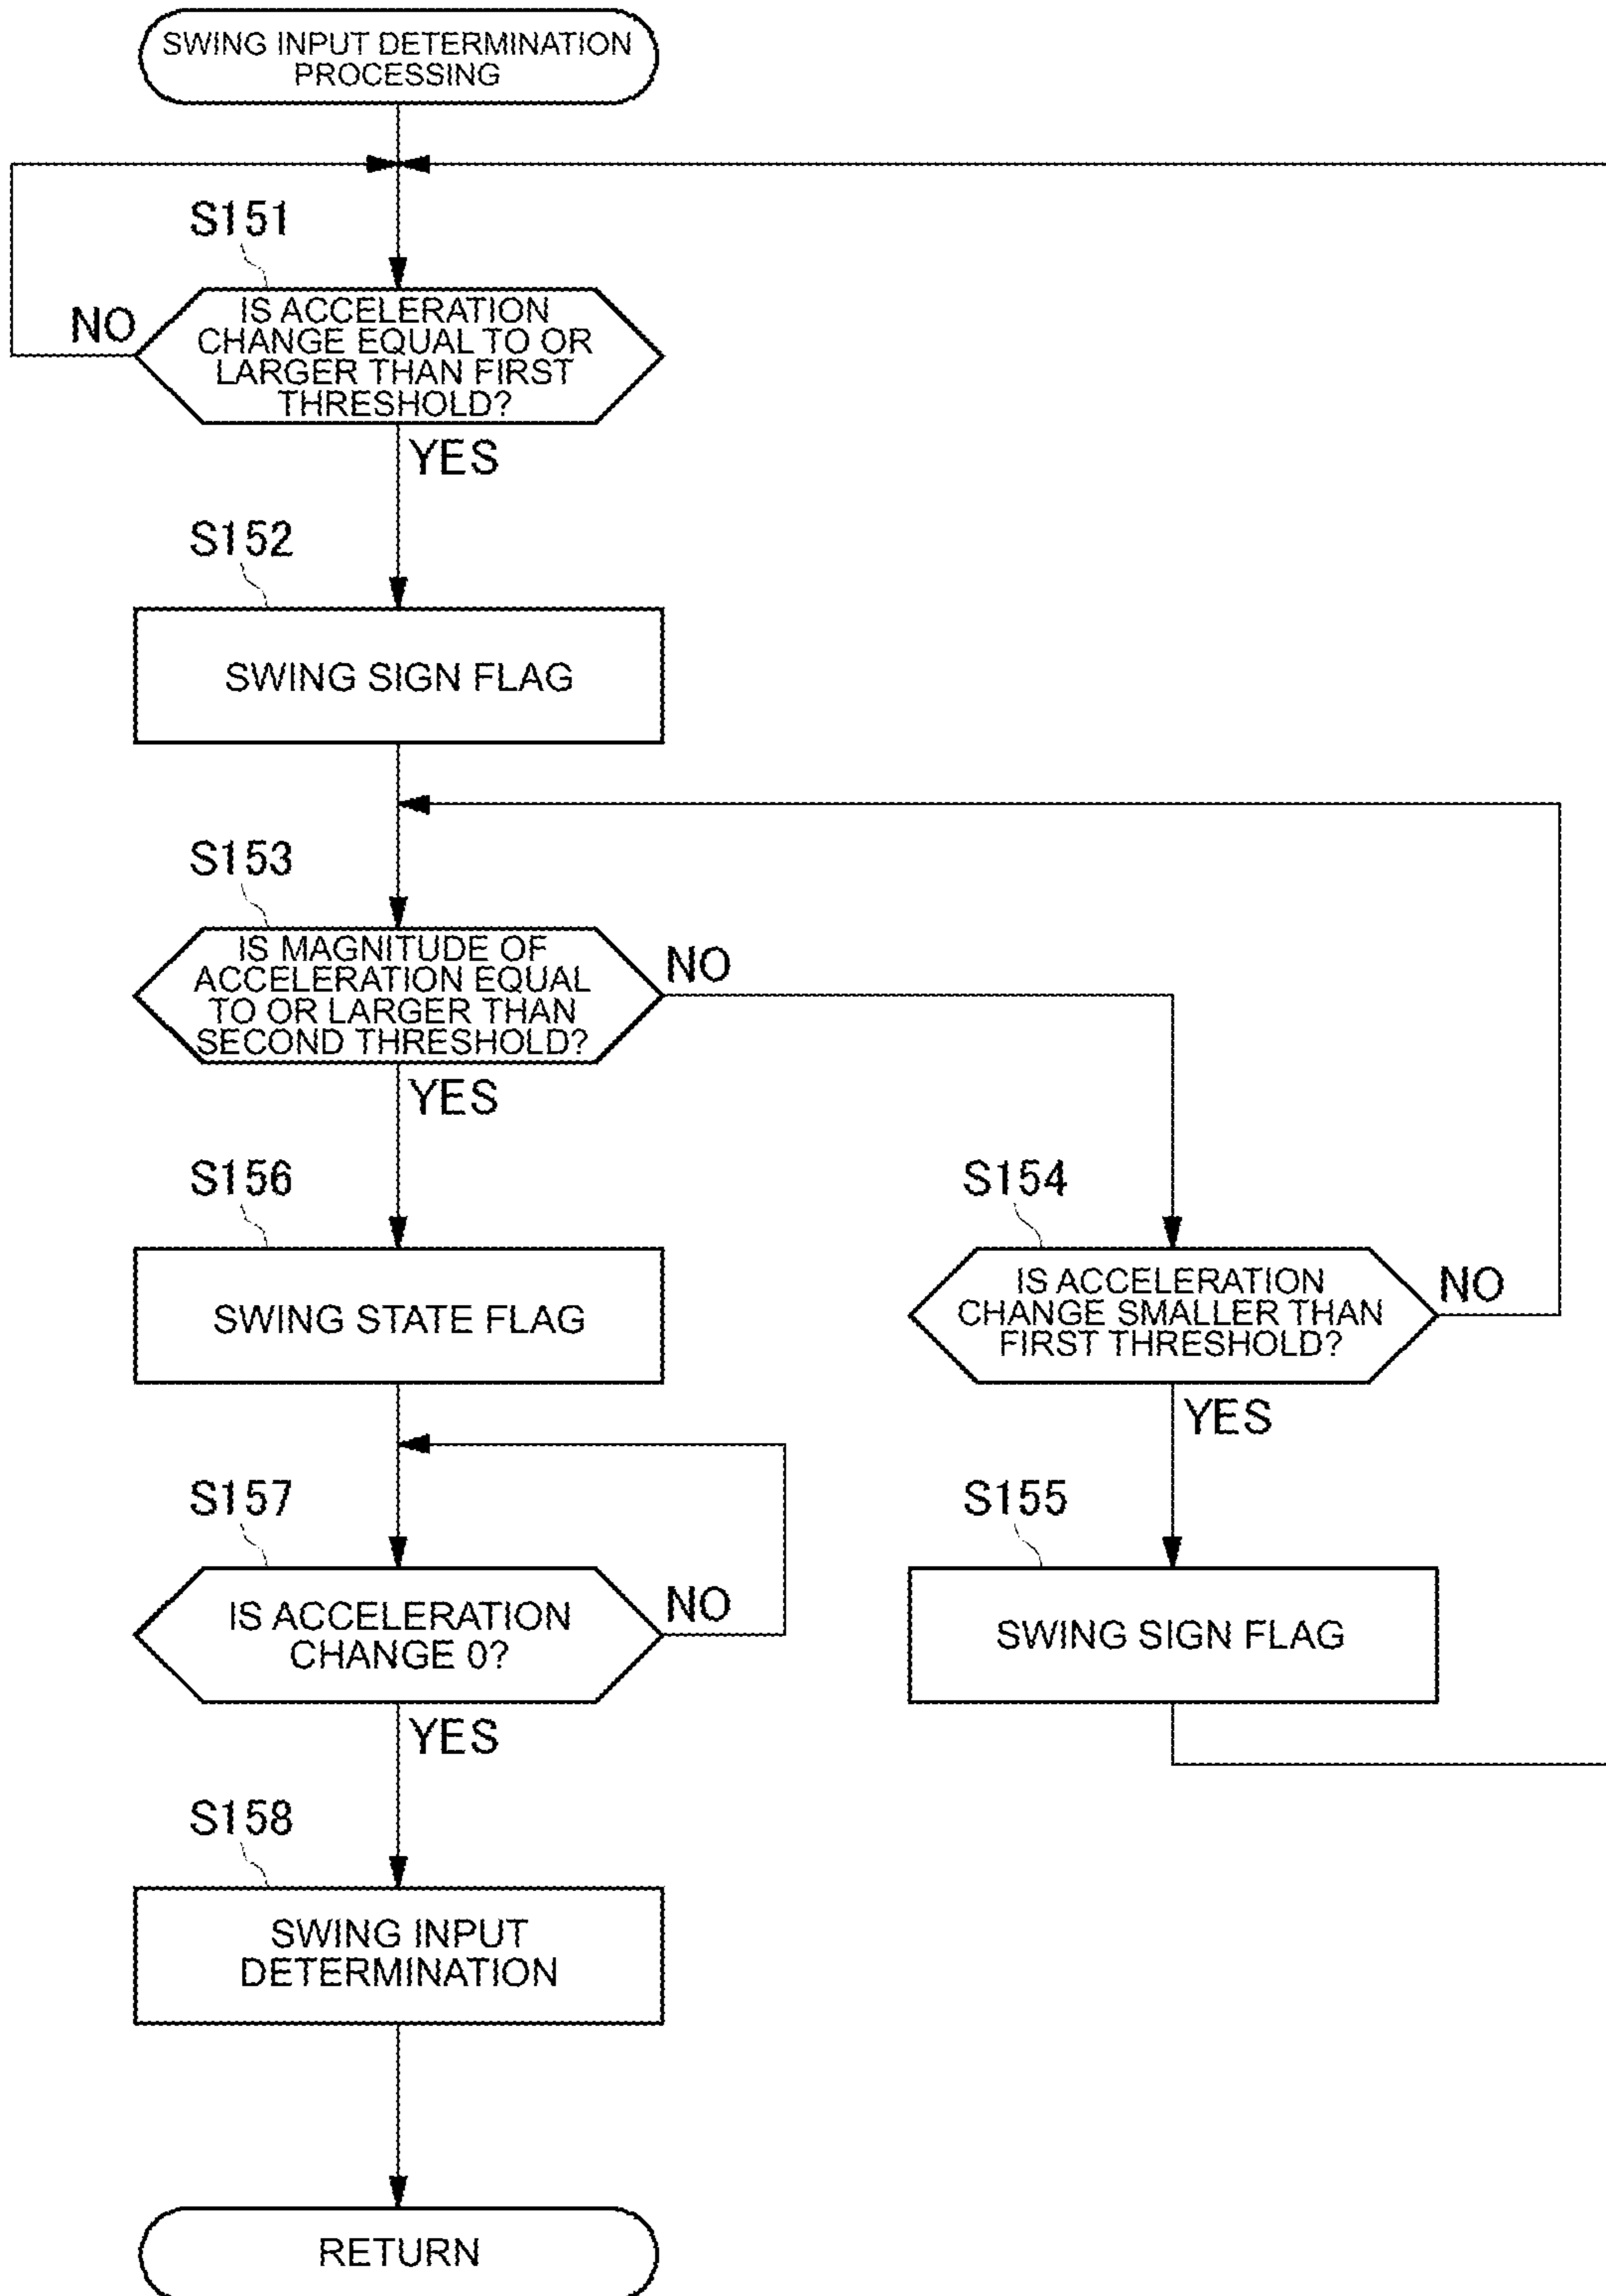 SWING INPUT DETERMINATION
PROCESSING
S151
IS ACCELERATION
CHANGE EQUAL TO OR
LARGER THAN FIRST
THRESHOLD?
NO
YES
S152
SWING SIGN FLAG
S153
IS MAGNITUDE OF
ACCELERATION EQUAL
TO OR LARGER THAN
SECOND THRESHOLD?
NO
YES
S154
IS ACCELERATION
CHANGE SMALLER THAN
FIRST THRESHOLD?
NO
YES
S155
SWING SIGN FLAG
S156
SWING STATE FLAG
S157
IS ACCELERATION
CHANGE 0?
NO
YES
S158
SWING INPUT
DETERMINATION
RETURN